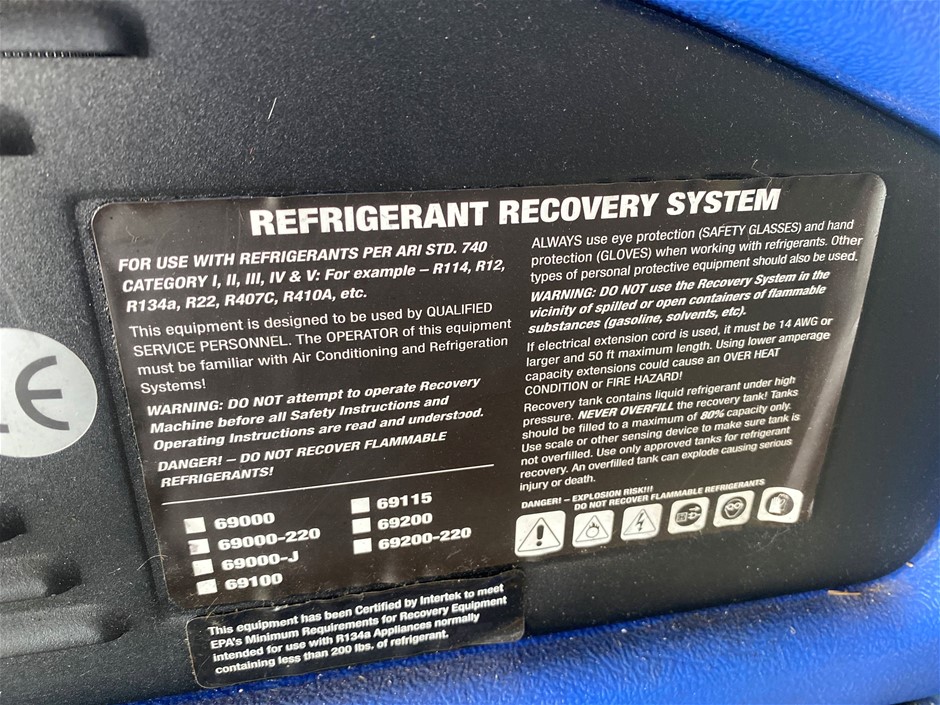 REFRIGERANT RECOVERY SYSTEM
FOR USE WITH REFRIGERANTS PER ARI STD. 740
CATEGORY I, II, III, IV & V: For example – R114, R12,
R134a, R22, R407C, R410A, etc.
This equipment is designed to be used by QUALIFIED
SERVICE PERSONNEL. The OPERATOR of this equipment
must be familiar with Air Conditioning and Refrigeration
Systems!
WARNING: DO NOT attempt to operate Recovery
Machine before all Safety Instructions and
Operating Instructions are read and understood.
DANGER! – DO NOT RECOVER FLAMMABLE
REFRIGERANTS!
69000
69000-220
69000-J
69100
69115
69200
69200-220
ALWAYS use eye protection (SAFETY GLASSES) and hand
protection (GLOVES) when working with refrigerants. Other
types of personal protective equipment should also be used.
WARNING: DO NOT use the Recovery System in the
vicinity of spilled or open containers of flammable
substances (gasoline, solvents, etc).
If electrical extension cord is used, it must be 14 AWG or
larger and 50 ft maximum length. Using lower amperage
capacity extensions could cause an OVER HEAT
CONDITION or FIRE HAZARD!
Recovery tank contains liquid refrigerant under high
pressure. NEVER OVERFILL the recovery tank! Tanks
should be filled to a maximum of 80% capacity only.
Use scale or other sensing device to make sure tank is
not overfilled. Use only approved tanks for refrigerant
recovery. An overfilled tank can explode causing serious
injury or death.
DANGER! – EXPLOSION RISK!!!
DO NOT RECOVER FLAMMABLE REFRIGERANTS
This equipment has been Certified by Intertek to meet
EPA's Minimum Requirements for Recovery Equipment
intended for use with R134a Appliances normally
containing less than 200 lbs. of refrigerant.
CE